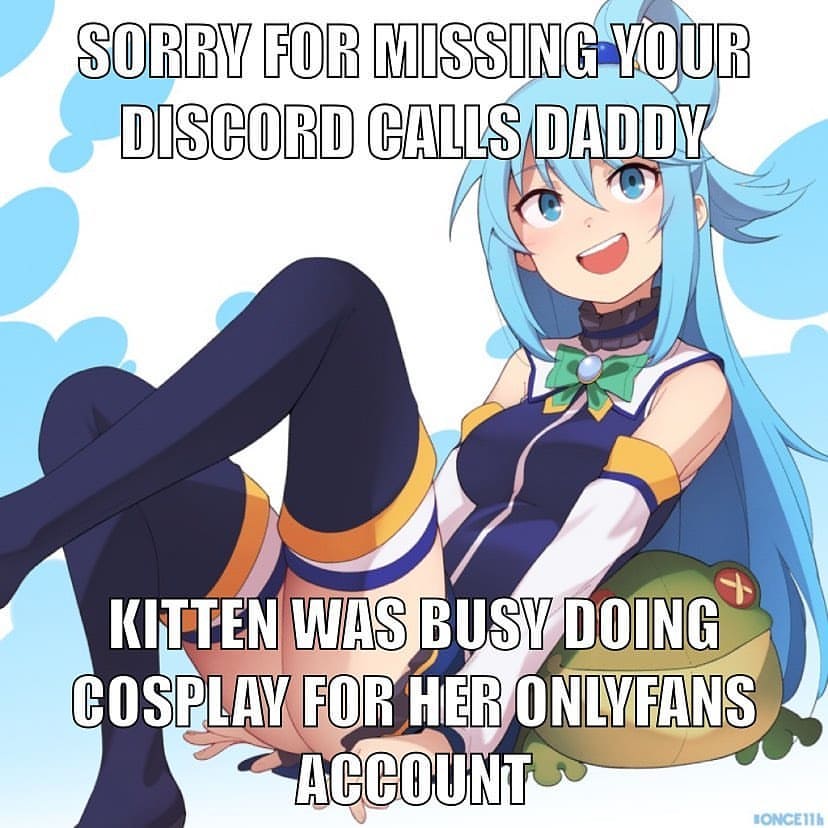 SORRY FOR MISSING YOUR
DISCORD CALLS DADDY
KITTEN WAS BUSY DOING
COSPLAY FOR HER ONLYFANS
ACCOUNT
#ONCE11h